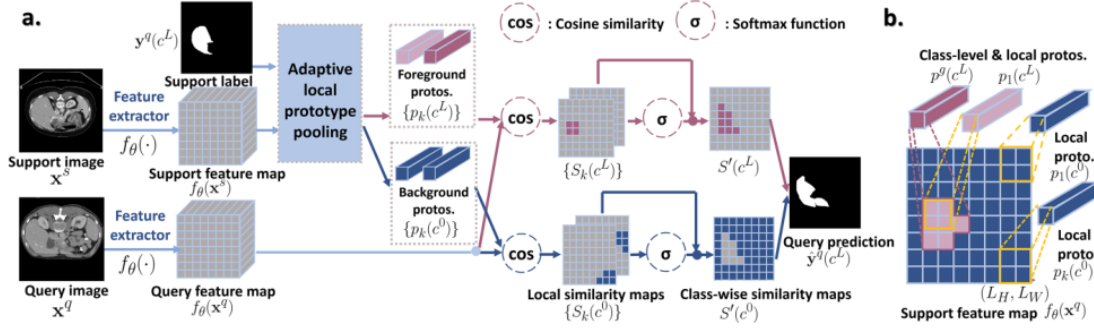 a.
y^q(c^L)
Support label
Feature
extractor
f_θ(·)
Support image
x^s
Support feature map
f_θ(x^s)
Adaptive
local
prototype
pooling
Foreground
protos.
{p_k(c^L)}
Background
protos.
{p_k(c^0)}
cos
: Cosine similarity
σ
: Softmax function
cos
{S_k(c^L)}
σ
S'(c^L)
Feature
extractor
f_θ(·)
Query image
x^q
Query feature map
f_θ(x^q)
cos
Local similarity maps
{S_k(c^0)}
σ
Class-wise similarity maps
S'(c^0)
Query prediction
ŷ^q(c^L)
b.
Class-level & local protos.
p^g(c^L)
p_1(c^L)
Local
proto.
p_1(c^0)
Local
proto
p_k(c^0)
(L_H, L_W)
Support feature map f_θ(x^q)